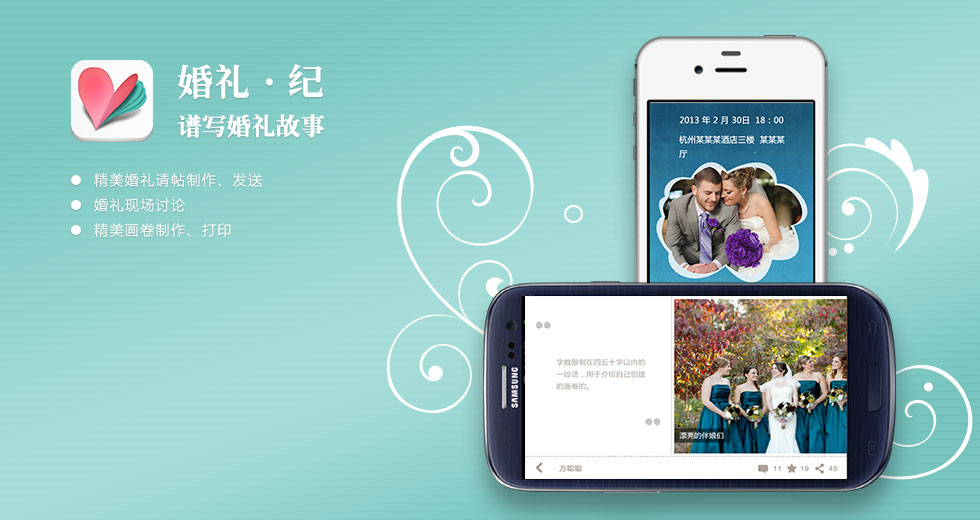 婚礼·纪
谱写婚礼故事
精美婚礼请帖制作、发送
婚礼现场讨论
精美画卷制作、打印
2013 年 2 月 30日 18：00
杭州某某某酒店三楼 某某某
厅
SAMSUNG
字数限制在四五十字以内的
一段话，用于介绍自己创建
的画卷的。
漂亮的伴娘们
方聪聪
11 19 45